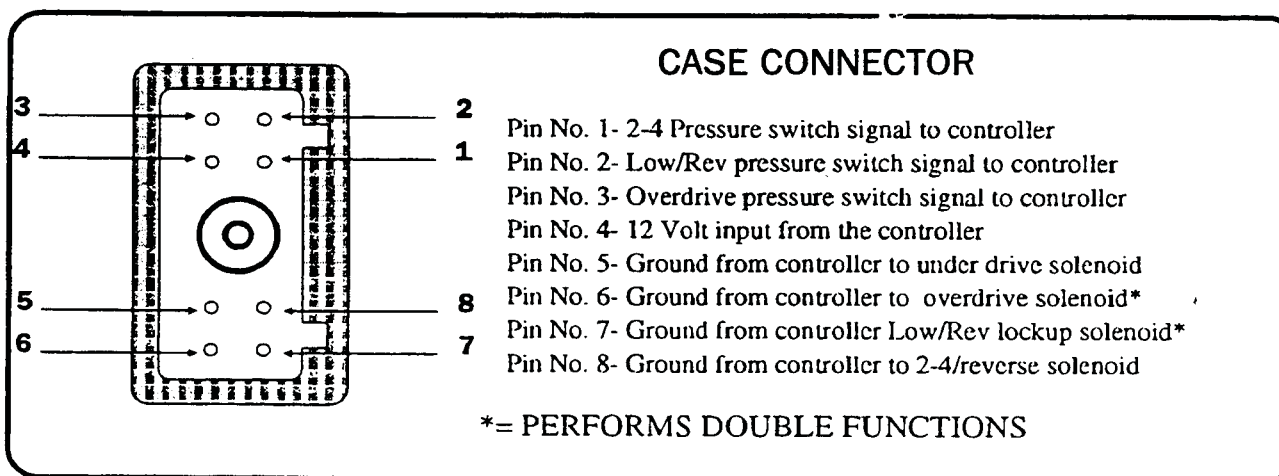 CASE CONNECTOR
3
2
4
1
5
8
6
7
Pin No. 1- 2-4 Pressure switch signal to controller
Pin No. 2- Low/Rev pressure switch signal to controller
Pin No. 3- Overdrive pressure switch signal to controller
Pin No. 4- 12 Volt input from the controller
Pin No. 5- Ground from controller to under drive solenoid
Pin No. 6- Ground from controller to overdrive solenoid*
Pin No. 7- Ground from controller Low/Rev lockup solenoid*
Pin No. 8- Ground from controller to 2-4/reverse solenoid
*= PERFORMS DOUBLE FUNCTIONS